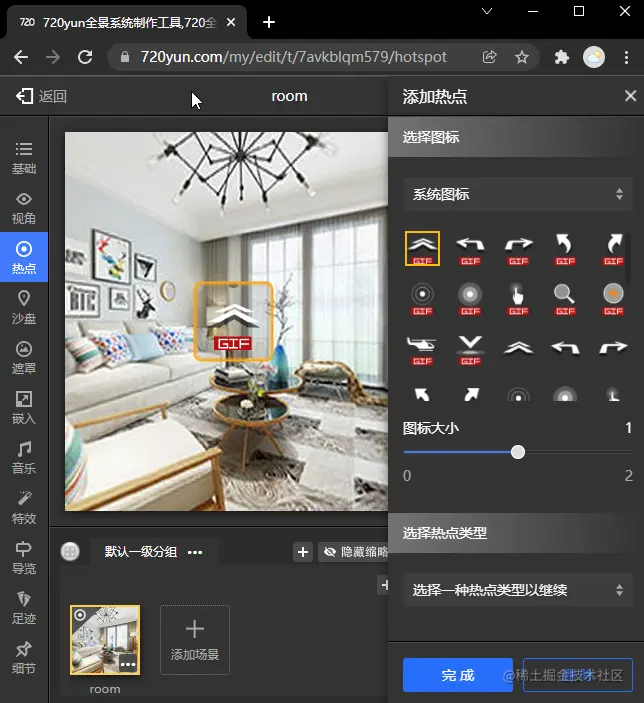 720 720yun全景系统制作工具,720全
720yun.com/my/edit/t/7avkblqm579/hotspot
返回
room
添加热点
基础
视角
热点
沙盘
遮罩
嵌入
音乐
特效
导览
足迹
细节
BTC
GIF
选择图标
系统图标
GIF GIF GIF GIF GIF
GIF GIF GIF GIF GIF
GIF GIF
图标大小 1
0 2
选择热点类型
选择一种热点类型以继续
默认一级分组
隐藏缩略
添加场景
room
完成
@稀土掘金技术社区